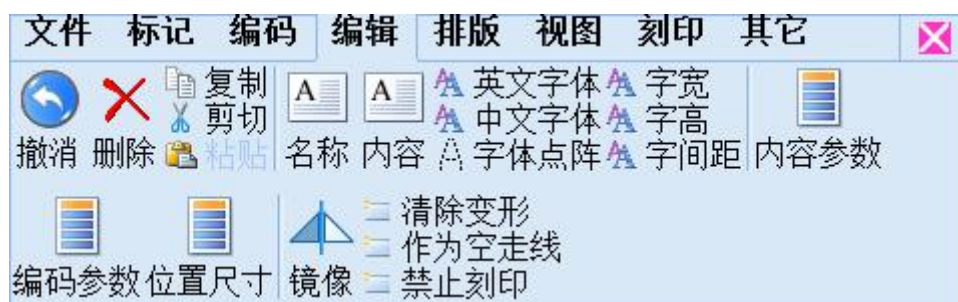 文件 标记 编码 编辑 排版 视图 刻印 其它
复制 英文字体 字宽
剪切 中文字体 字高
撤消 删除 粘贴 名称 内容 字体点阵 字间距 内容参数
清除变形
作为空走线
编码参数 位置尺寸 镜像 禁止刻印